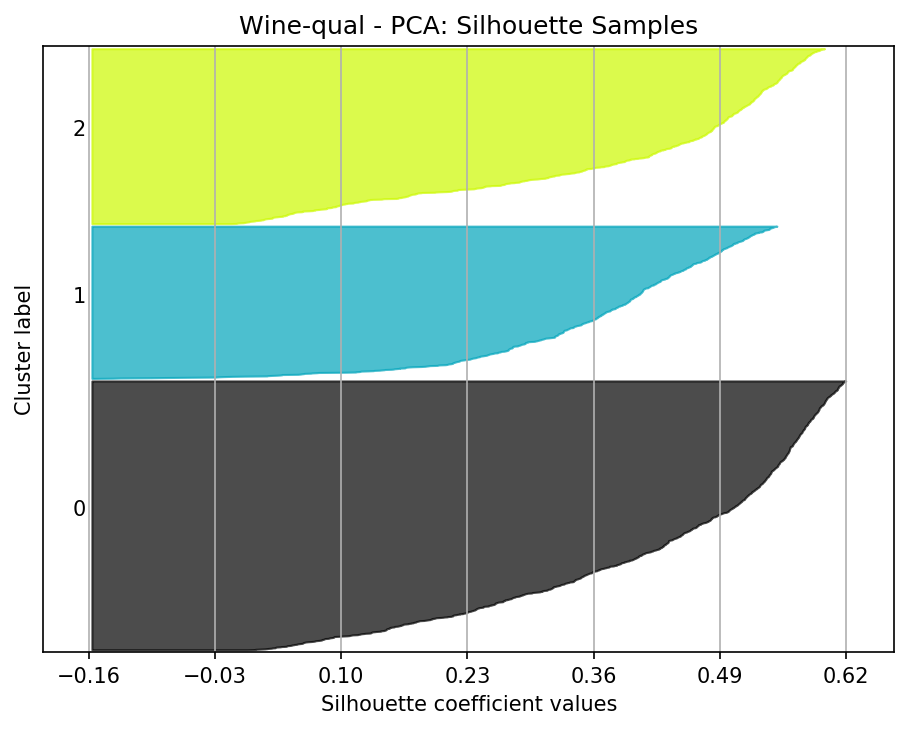 Wine-qual - PCA: Silhouette Samples
Cluster label
2
1
0
−0.16 −0.03 0.10 0.23 0.36 0.49 0.62
Silhouette coefficient values